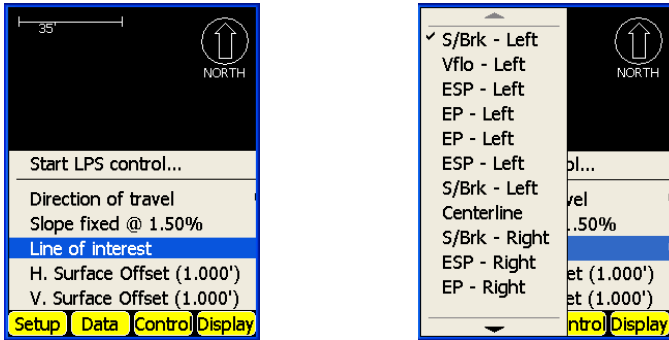 35'
NORTH
Start LPS control...
Direction of travel
Slope fixed @ 1.50%
Line of interest
H. Surface Offset (1.000')
V. Surface Offset (1.000')
Setup Data Control Display
S/Brk - Left
Vflo - Left
ESP - Left
EP - Left
EP - Left
ESP - Left
S/Brk - Left
Centerline
S/Brk - Right
ESP - Right
EP - Right
NORTH
ol...
vel
.50%
et (1.000')
et (1.000')
ntrol Display